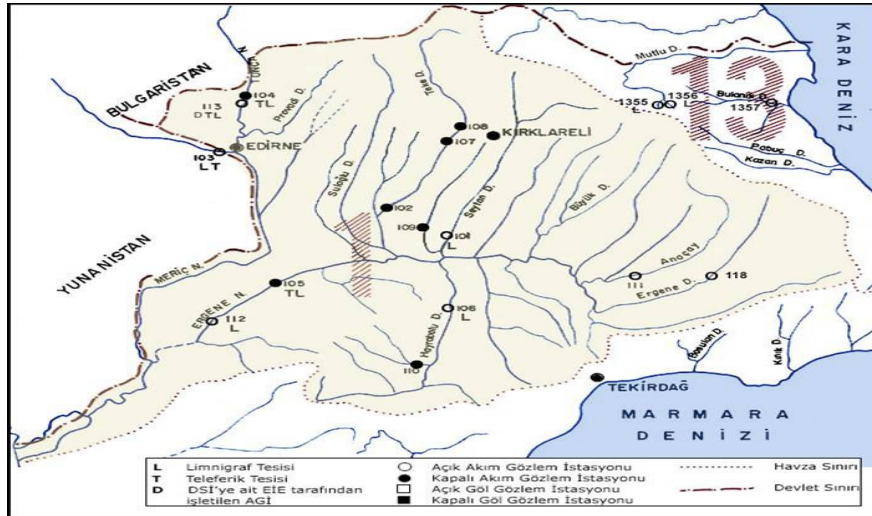 KARA DENİZ
BULGARİSTAN
TUNCA N.
Mutlu D.
13
Bulanık D.
1355
L
1356
L
1357
Pabuç D.
Kazan D.
113
D TL
104
TL
Provadi D.
Teke D.
108
KIRKLARELİ
107
EDİRNE
103
LT
Süloğlu D.
102
109
Şeytan D.
101
L
Büyük D.
1
YUNANİSTAN
MERİÇ N.
105
TL
ERGENE N.
112
L
106
L
Hayrabolu D.
110
Anaçay
111
Ergene D.
118
TEKİRDAĞ
MARMARA
DENİZİ
L Limnigraf Tesisi
T Teleferik Tesisi
D DSİ'ye ait EİE tarafından
işletilen AGİ
Açık Akım Gözlem İstasyonu
Kapalı Akım Gözlem İstasyonu
Açık Göl Gözlem İstasyonu
Kapalı Göl Gözlem İstasyonu
Havza Sınırı
Devlet Sınırı